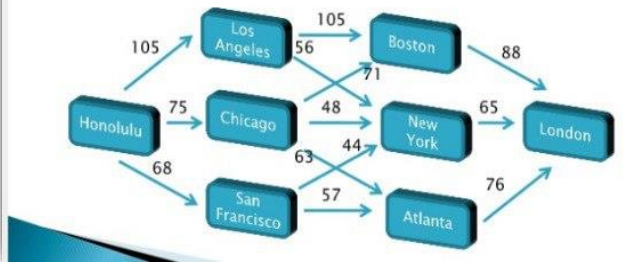 105
Los
Angeles
105
56
Boston
88
71
Honolulu
75
Chicago
48
New
York
65
London
68
63
44
San
Francisco
57
Atlanta
76